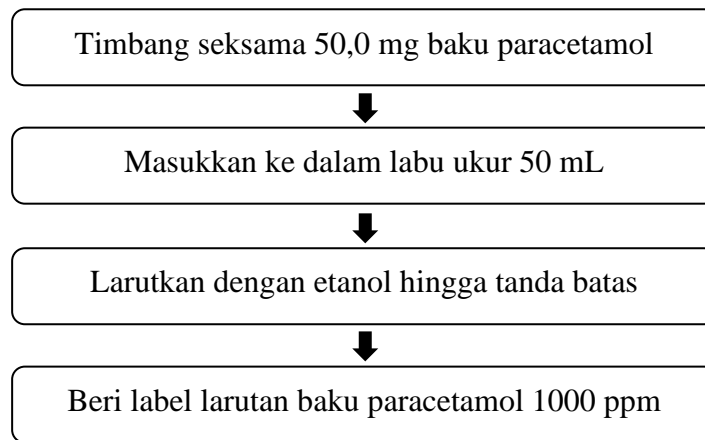 Timbang seksama 50,0 mg baku paracetamol
Masukkan ke dalam labu ukur 50 mL
Larutkan dengan etanol hingga tanda batas
Beri label larutan baku paracetamol 1000 ppm